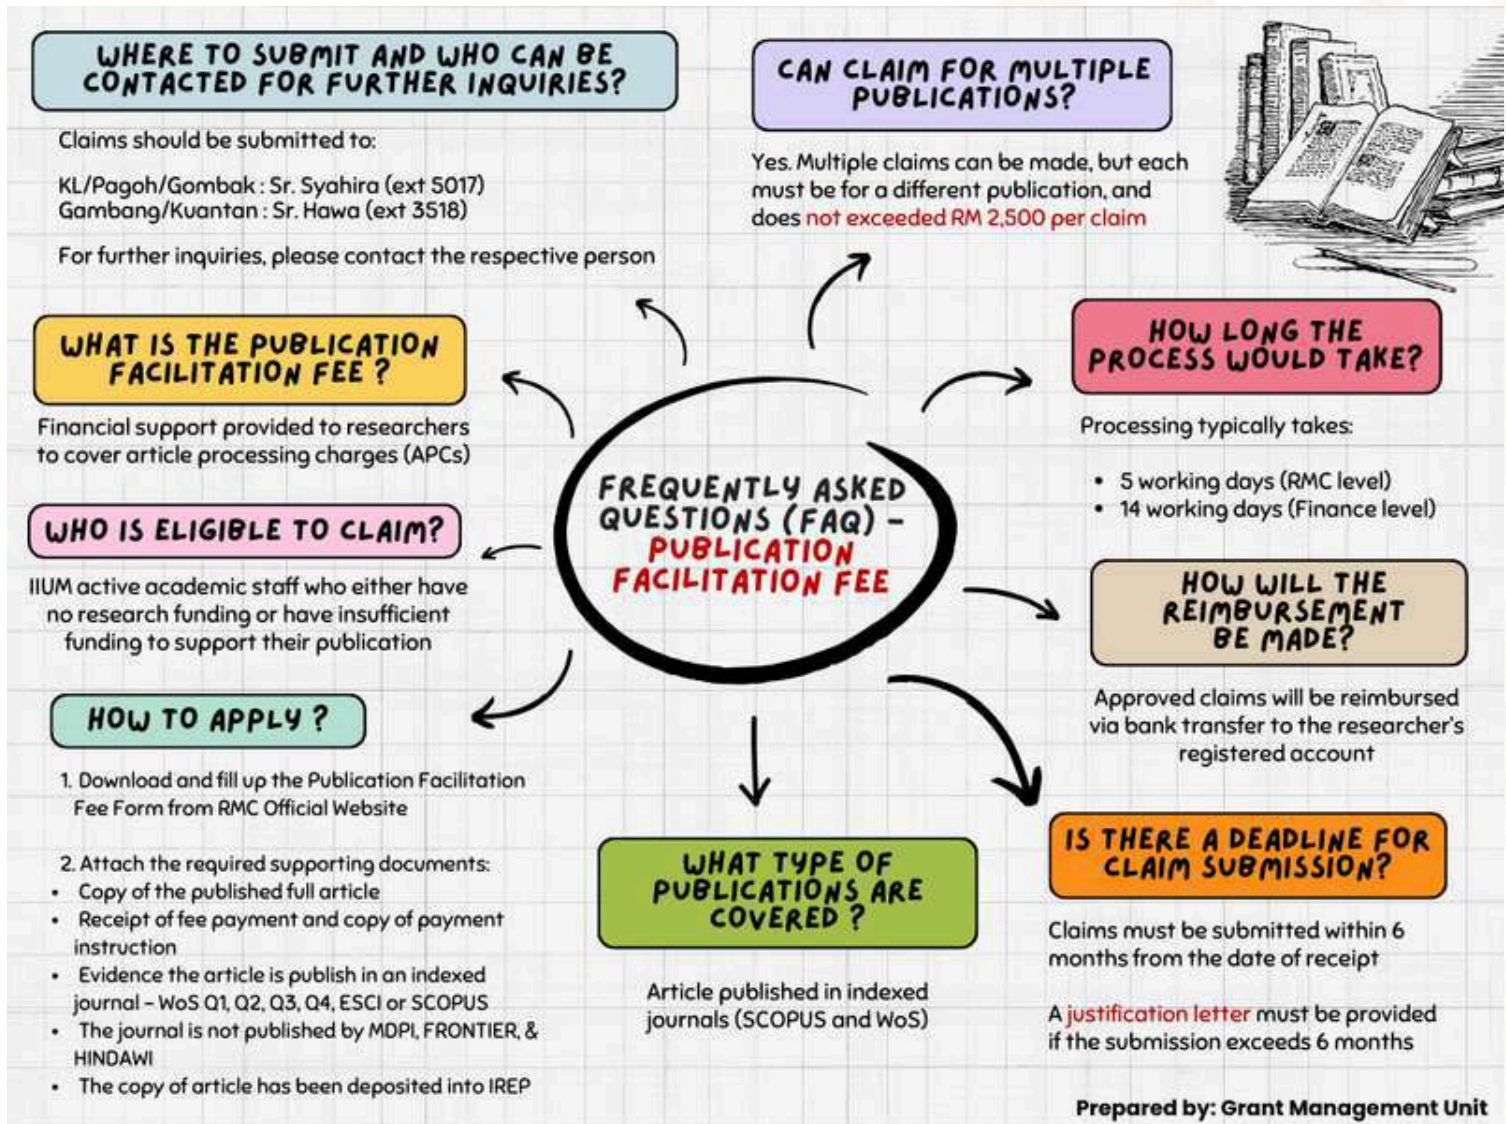 WHERE TO SUBMIT AND WHO CAN BE
CONTACTED FOR FURTHER INQUIRIES?
Claims should be submitted to:
KL/Pagoh/Gombak : Sr. Syahira (ext 5017)
Gambang/Kuantan : Sr. Hawa (ext 3518)
For further inquiries, please contact the respective person
CAN CLAIM FOR MULTIPLE
PUBLICATIONS?
Yes. Multiple claims can be made, but each
must be for a different publication, and
does not exceeded RM 2,500 per claim
WHAT IS THE PUBLICATION
FACILITATION FEE ?
Financial support provided to researchers
to cover article processing charges (APCs)
HOW LONG THE
PROCESS WOULD TAKE?
Processing typically takes:
• 5 working days (RMC level)
• 14 working days (Finance level)
FREQUENTLY ASKED
QUESTIONS (FAQ) –
PUBLICATION
FACILITATION FEE
WHO IS ELIGIBLE TO CLAIM?
IIUM active academic staff who either have
no research funding or have insufficient
funding to support their publication
HOW WILL THE
REIMBURSEMENT
BE MADE?
Approved claims will be reimbursed
via bank transfer to the researcher's
registered account
HOW TO APPLY ?
1. Download and fill up the Publication Facilitation
Fee Form from RMC Official Website
2. Attach the required supporting documents:
• Copy of the published full article
• Receipt of fee payment and copy of payment
instruction
• Evidence the article is publish in an indexed
journal – WoS Q1, Q2, Q3, Q4, ESCI or SCOPUS
• The journal is not published by MDPI, FRONTIER, &
HINDAWI
• The copy of article has been deposited into IREP
WHAT TYPE OF
PUBLICATIONS ARE
COVERED ?
Article published in indexed
journals (SCOPUS and WoS)
IS THERE A DEADLINE FOR
CLAIM SUBMISSION?
Claims must be submitted within 6
months from the date of receipt
A justification letter must be provided
if the submission exceeds 6 months
Prepared by: Grant Management Unit